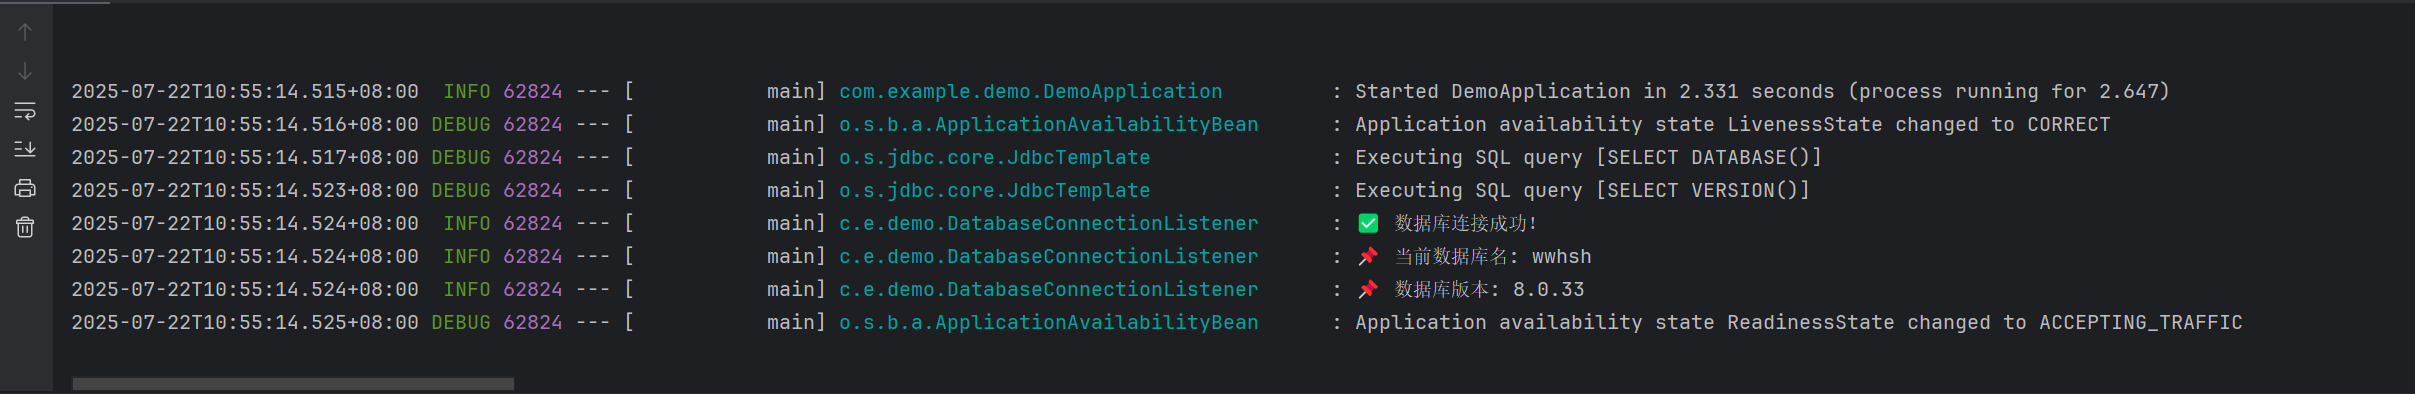 2025-07-22T10:55:14.515+08:00  INFO 62824 --- [           main] com.example.demo.DemoApplication         : Started DemoApplication in 2.331 seconds (process running for 2.647)
2025-07-22T10:55:14.516+08:00 DEBUG 62824 --- [           main] o.s.b.a.ApplicationAvailabilityBean      : Application availability state LivenessState changed to CORRECT
2025-07-22T10:55:14.517+08:00 DEBUG 62824 --- [           main] o.s.jdbc.core.JdbcTemplate               : Executing SQL query [SELECT DATABASE()]
2025-07-22T10:55:14.523+08:00 DEBUG 62824 --- [           main] o.s.jdbc.core.JdbcTemplate               : Executing SQL query [SELECT VERSION()]
2025-07-22T10:55:14.524+08:00  INFO 62824 --- [           main] c.e.demo.DatabaseConnectionListener      : ✅ 数据库连接成功!
2025-07-22T10:55:14.524+08:00  INFO 62824 --- [           main] c.e.demo.DatabaseConnectionListener      : 📌 当前数据库名: wwhsh
2025-07-22T10:55:14.524+08:00  INFO 62824 --- [           main] c.e.demo.DatabaseConnectionListener      : 📌 数据库版本: 8.0.33
2025-07-22T10:55:14.525+08:00 DEBUG 62824 --- [           main] o.s.b.a.ApplicationAvailabilityBean      : Application availability state ReadinessState changed to ACCEPTING_TRAFFIC